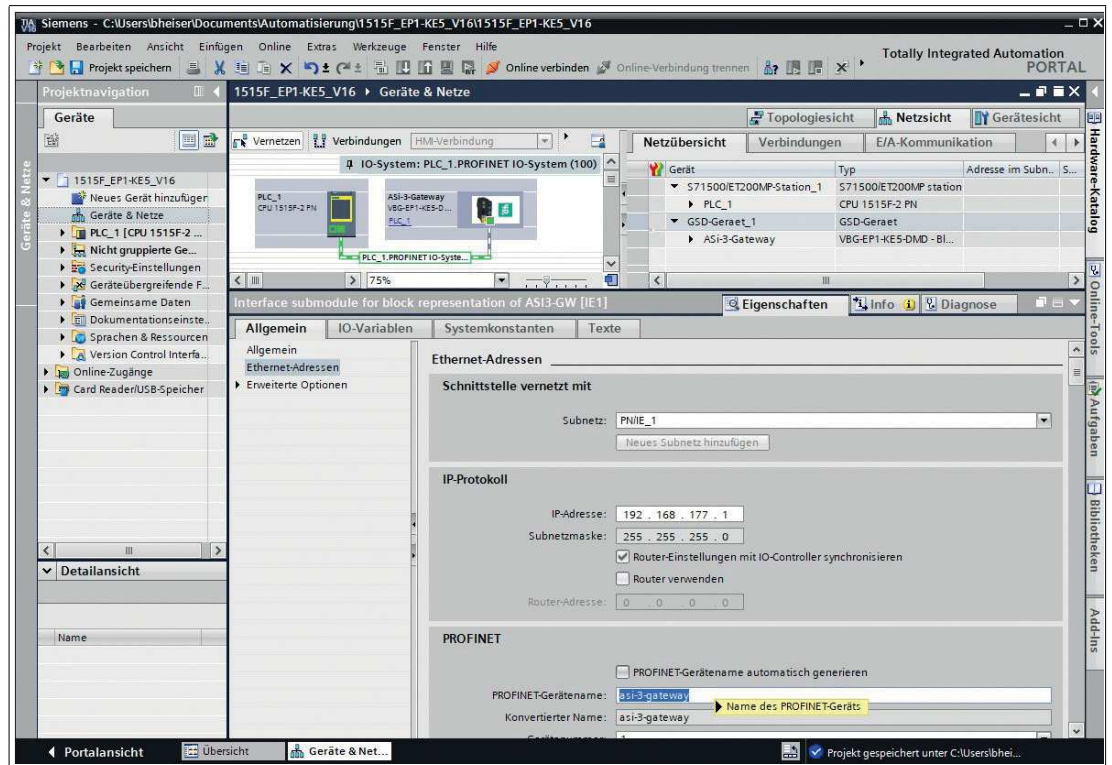 Siemens - C:\Users\bheiser\Documents\Automatisierung\1515F_EP1-KE5_V16\1515F_EP1-KE5_V16
Projekt Bearbeiten Ansicht Einfügen Online Extras Werkzeuge Fenster Hilfe
Totally Integrated Automation
PORTAL
Projekt speichern
Online verbinden
Online-Verbindung trennen
Projektnavigation
1515F_EP1-KE5_V16 Geräte & Netze
Geräte
Topologiesicht
Netzsicht
Gerätesicht
Vernetzen
Verbindungen
HMI-Verbindung
Netzübersicht
Verbindungen
E/A-Kommunikation
IO-System: PLC_1.PROFINET IO-System (100)
Gerät
Typ
Adresse im Subn..
S...
1515F_EP1-KE5_V16
Neues Gerät hinzufügen
Geräte & Netze
PLC_1 [CPU 1515F-2 ...
Nicht gruppierte Ge...
Security-Einstellungen
Geräteübergreifende F...
Gemeinsame Daten
Dokumentationseinste..
Sprachen & Ressourcen
Version Control Interfa..
Online-Zugänge
Card Reader/USB-Speicher
PLC_1
CPU 1515F-2 PN
ASi-3-Gateway
VBG-EP1-KE5-D...
PLC_1
PLC_1.PROFINET IO-Syste...
75%
S71500/ET200MP-Station_1 S71500/ET200MP station
PLC_1 CPU 1515F-2 PN
GSD-Geraet_1 GSD-Geraet
ASi-3-Gateway VBG-EP1-KE5-DMD - Bl...
Interface submodule for block representation of ASI3-GW [IE1]
Eigenschaften
Info
Diagnose
Allgemein
IO-Variablen
Systemkonstanten
Texte
Allgemein
Ethernet-Adressen
Erweiterte Optionen
Ethernet-Adressen
Schnittstelle vernetzt mit
Subnetz: PN/IE_1
Neues Subnetz hinzufügen
IP-Protokoll
IP-Adresse: 192 . 168 . 177 . 1
Subnetzmaske: 255 . 255 . 255 . 0
Router-Einstellungen mit IO-Controller synchronisieren
Router verwenden
Router-Adresse: 0 . 0 . 0 . 0
PROFINET
PROFINET-Gerätename automatisch generieren
PROFINET-Gerätename: asi-3-gateway
Name des PROFINET-Geräts
Konvertierter Name: asi-3-gateway
Detailansicht
Name
Geräte & Netze
Hardware-Katalog
Online-Tools
Aufgaben
Bibliotheken
Add-Ins
Portalansicht
Übersicht
Geräte & Net...
Projekt gespeichert unter C:\Users\bhei...